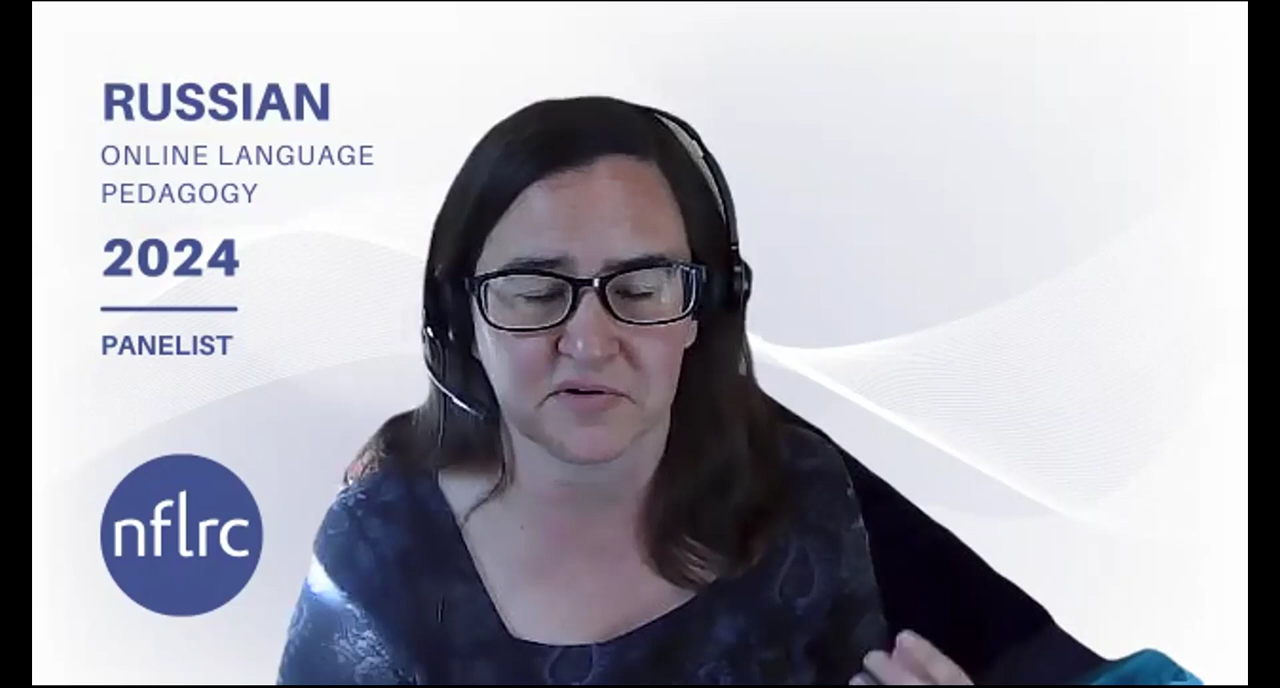 RUSSIAN
ONLINE LANGUAGE
PEDAGOGY
2024
PANELIST
nflrc